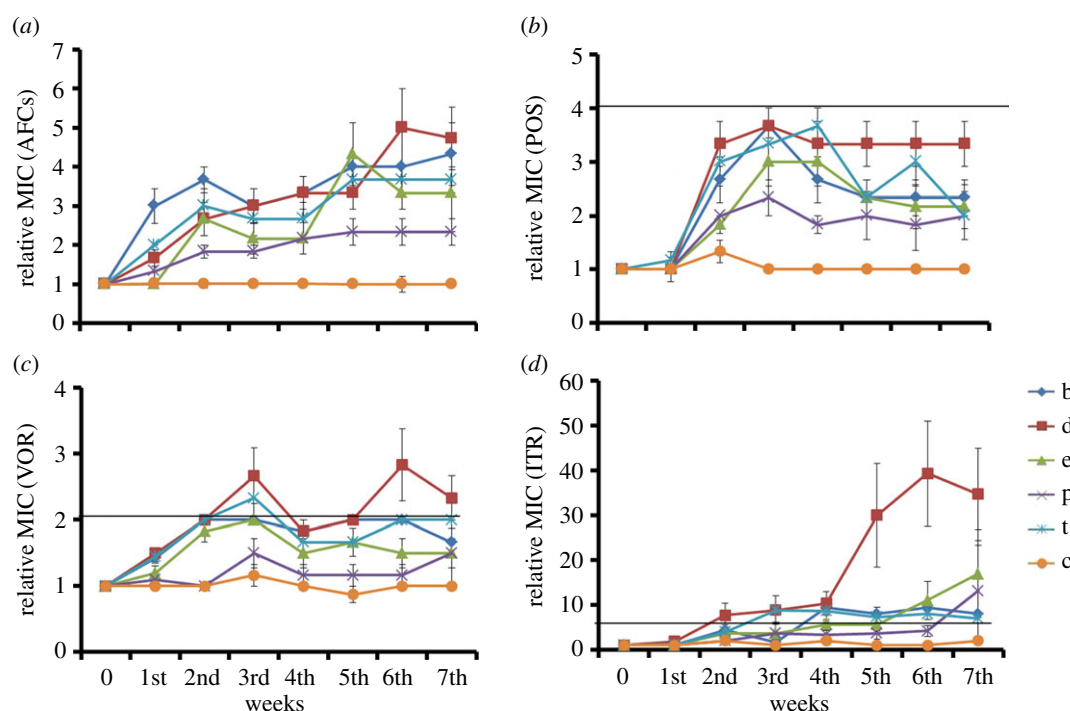 (a)
relative MIC (AFCs)
7
6
5
4
3
2
1
0
(b)
relative MIC (POS)
5
4
3
2
1
0
(c)
relative MIC (VOR)
4
3
2
1
0
0 1st 2nd 3rd 4th 5th 6th 7th
weeks
(d)
relative MIC (ITR)
60
50
40
30
20
10
0
0 1st 2nd 3rd 4th 5th 6th 7th
weeks
b
d
e
p
t
c